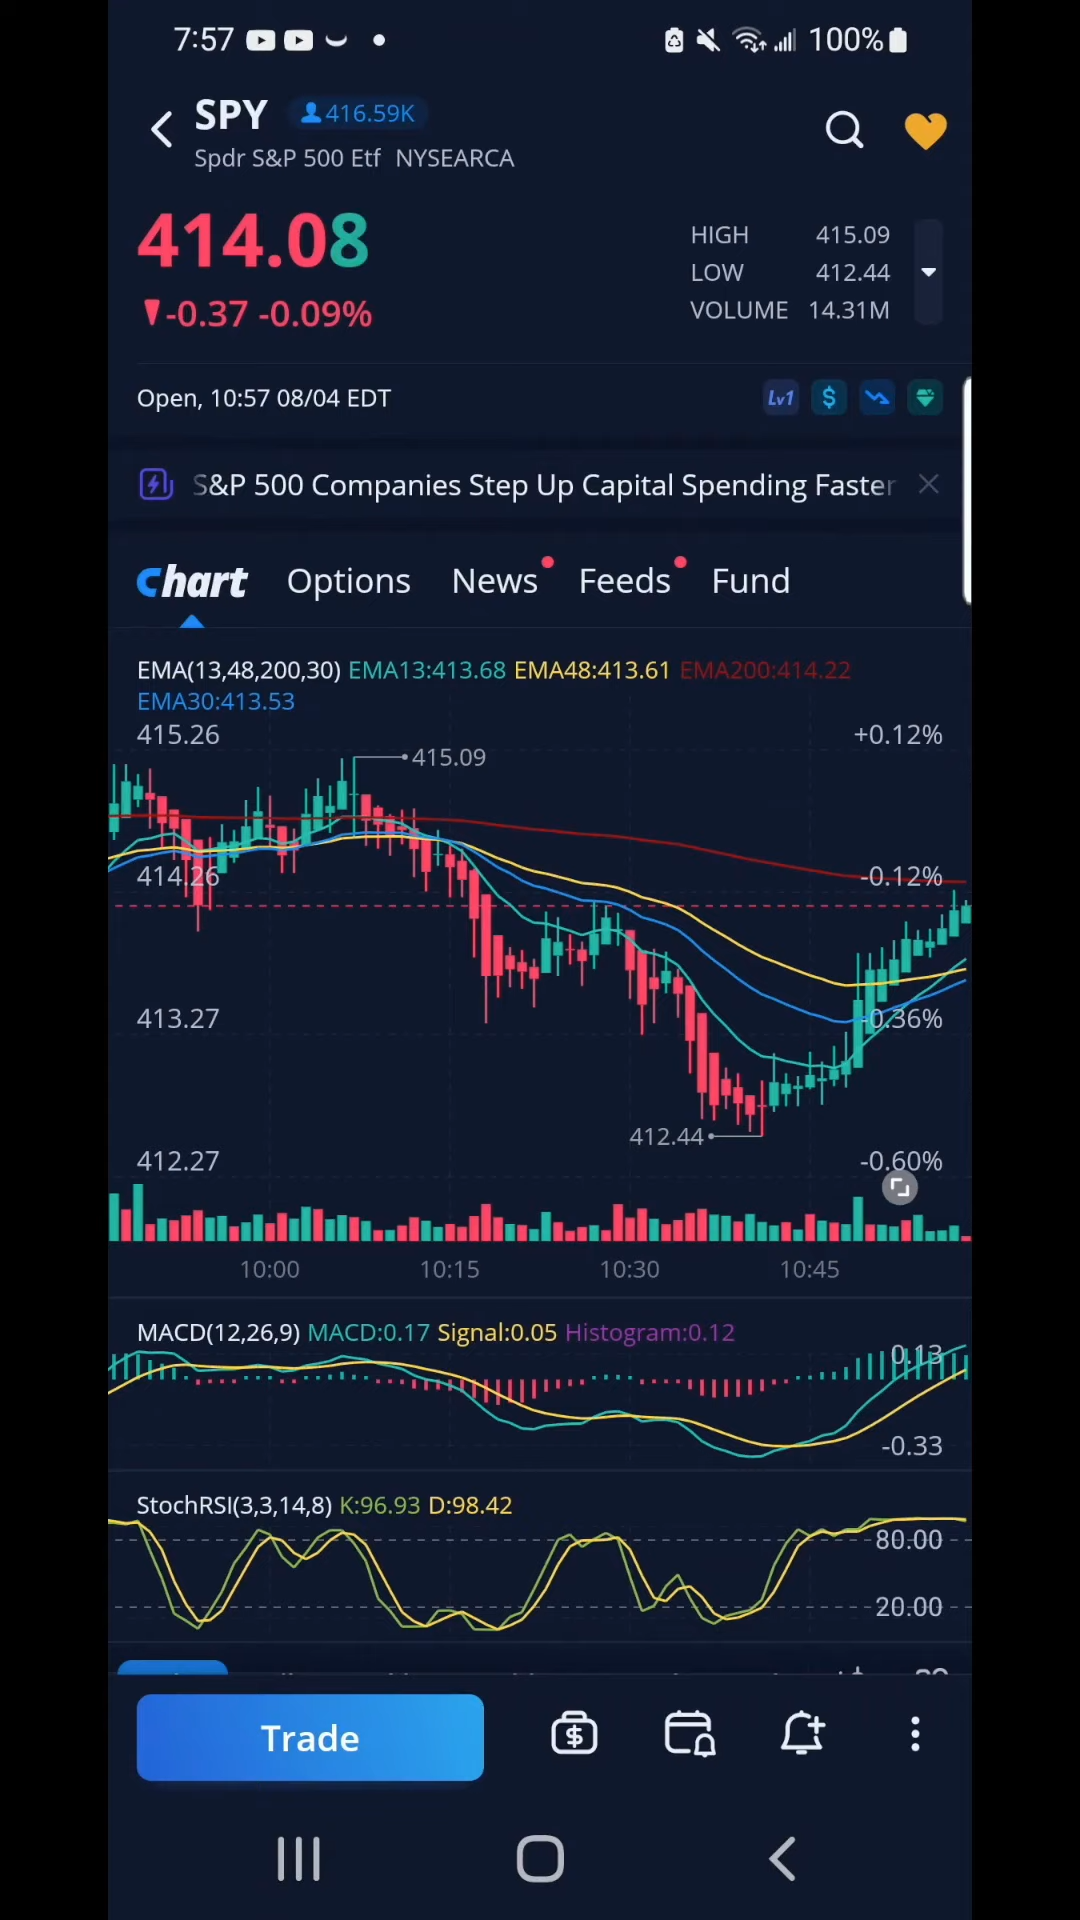 7:57 100%
SPY 416.59K
Spdr S&P 500 Etf NYSEARCA
414.08
-0.37 -0.09%
HIGH 415.09
LOW 412.44
VOLUME 14.31M
Open, 10:57 08/04 EDT
Lv1 $
S&P 500 Companies Step Up Capital Spending Faster
Chart Options News Feeds Fund
EMA(13,48,200,30) EMA13:413.68 EMA48:413.61 EMA200:414.22
EMA30:413.53
415.26 +0.12%
415.09
414.26 -0.12%
413.27 -0.36%
412.44
412.27 -0.60%
10:00 10:15 10:30 10:45
MACD(12,26,9) MACD:0.17 Signal:0.05 Histogram:0.12
0.13
-0.33
StochRSI(3,3,14,8) K:96.93 D:98.42
80.00
20.00
Trade $